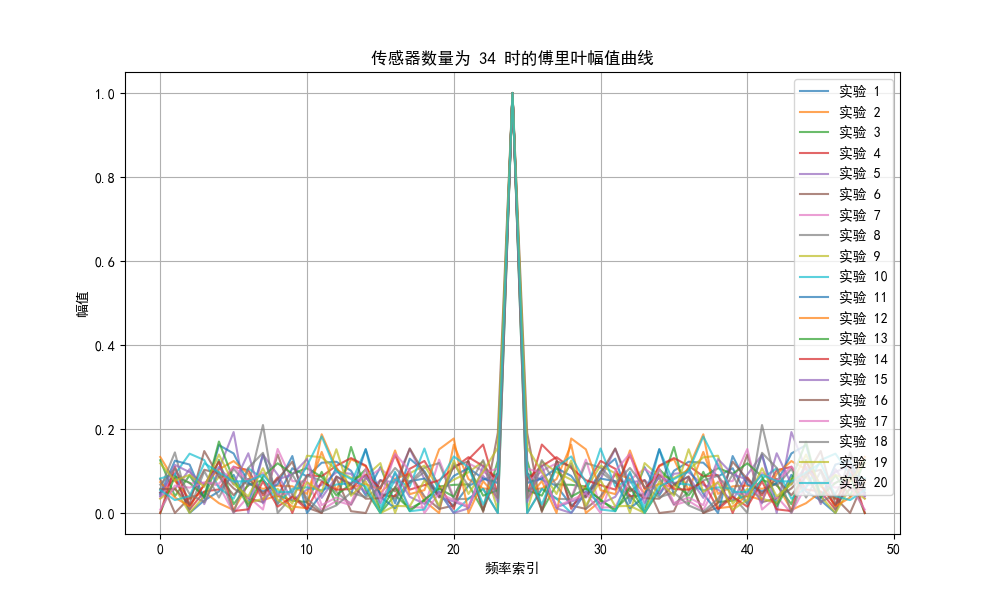 传感器数量为 34 时的傅里叶幅值曲线
1.0
0.8
0.6
0.4
0.2
0.0
幅值
0
10
20
30
40
50
频率索引
实验 1
实验 2
实验 3
实验 4
实验 5
实验 6
实验 7
实验 8
实验 9
实验 10
实验 11
实验 12
实验 13
实验 14
实验 15
实验 16
实验 17
实验 18
实验 19
实验 20